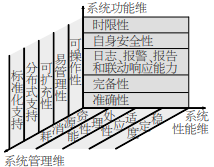 系统功能维
时限性
自身安全性
日志、报警、报告
和联动响应能力
完备性
准确性
可操作性
易管理性
可扩充性
分布式支持
标准化支持
系统
性能维
系统管理维